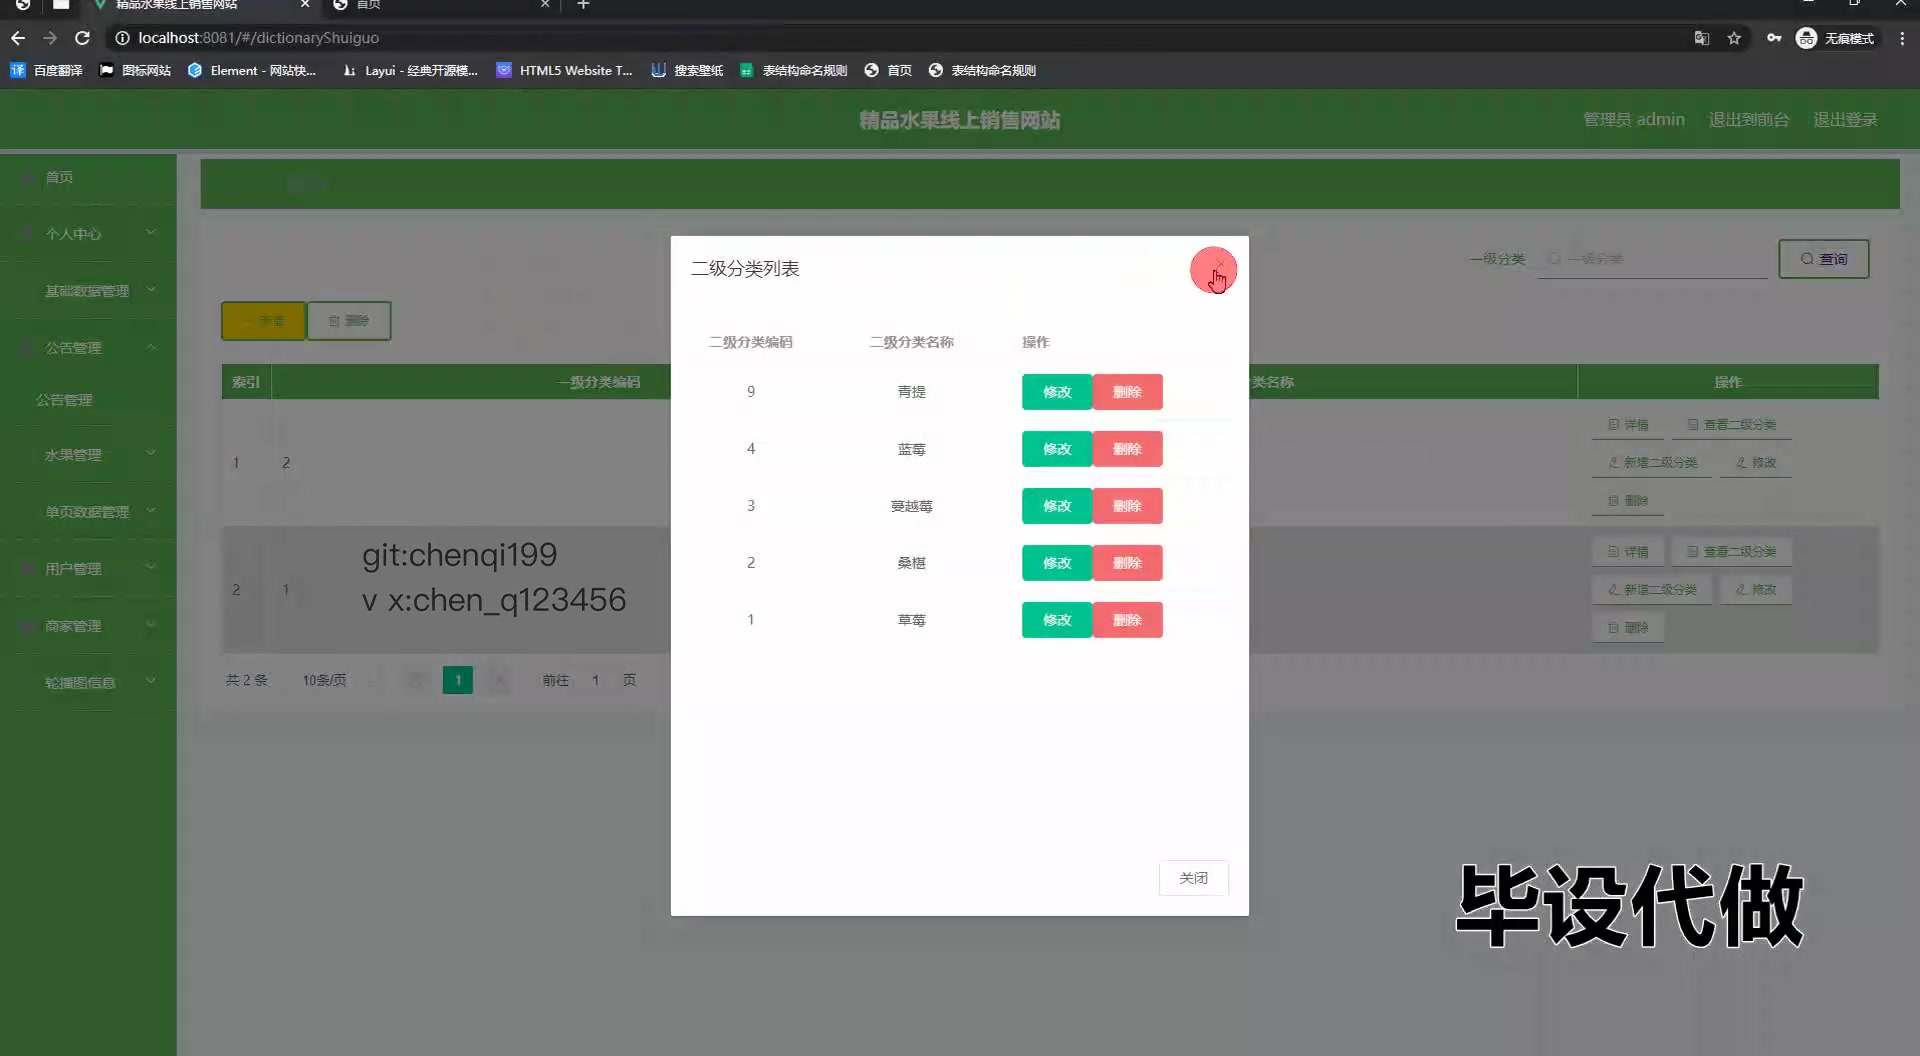 精品水果线上销售网站
首页
localhost:8081/#/dictionaryShuiguo
无痕模式
百度翻译
图标网站
Element - 网站快...
Layui - 经典开源模...
HTML5 Website T...
搜索壁纸
表结构命名规则
首页
表结构命名规则
精品水果线上销售网站
管理员 admin
退出到前台
退出登录
首页
个人中心
基础数据管理
公告管理
公告管理
水果管理
单页数据管理
用户管理
商家管理
轮播图信息
一级分类
一级分类
查询
删除
索引
一级分类编码
类名称
操作
1
2
详情
查看二级分类
新增二级分类
修改
删除
2
1
详情
查看二级分类
新增二级分类
修改
删除
git:chenqi199
v x:chen_q123456
共 2 条
10条/页
1
前往
1
页
二级分类列表
二级分类编码
二级分类名称
操作
9
青提
修改
删除
4
蓝莓
修改
删除
3
蔓越莓
修改
删除
2
桑椹
修改
删除
1
草莓
修改
删除
关闭
毕设代做